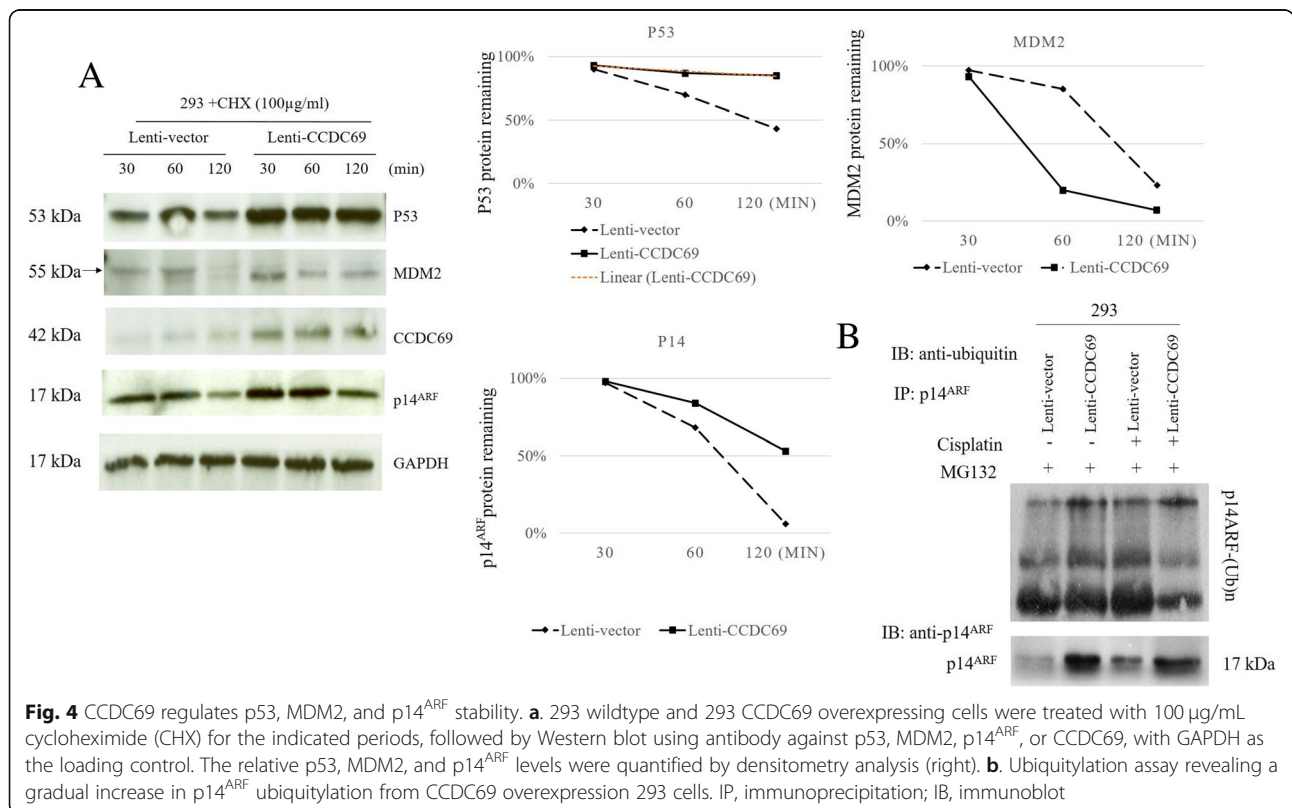 A
293 +CHX (100µg/ml)
Lenti-vector Lenti-CCDC69
30 60 120 30 60 120 (min)
53 kDa P53
55 kDa MDM2
42 kDa CCDC69
17 kDa p14ARF
17 kDa GAPDH
P53
P53 protein remaining
100%
50%
0%
30 60 120 (MIN)
Lenti-vector
Lenti-CCDC69
Linear (Lenti-CCDC69)
MDM2
MDM2 protein remaining
100%
50%
0%
30 60 120 (MIN)
Lenti-vector Lenti-CCDC69
P14
p14ARF protein remaining
100%
50%
0%
30 60 120 (MIN)
Lenti-vector Lenti-CCDC69
B
293
IB: anti-ubiquitin
IP: p14ARF
Lenti-vector Lenti-CCDC69 Lenti-vector Lenti-CCDC69
Cisplatin - - + +
MG132 + + + +
p14ARF-(Ub)n
IB: anti-p14ARF
p14ARF 17 kDa
Fig. 4 CCDC69 regulates p53, MDM2, and p14ARF stability. a. 293 wildtype and 293 CCDC69 overexpressing cells were treated with 100 µg/mL
cycloheximide (CHX) for the indicated periods, followed by Western blot using antibody against p53, MDM2, p14ARF, or CCDC69, with GAPDH as
the loading control. The relative p53, MDM2, and p14ARF levels were quantified by densitometry analysis (right). b. Ubiquitylation assay revealing a
gradual increase in p14ARF ubiquitylation from CCDC69 overexpression 293 cells. IP, immunoprecipitation; IB, immunoblot